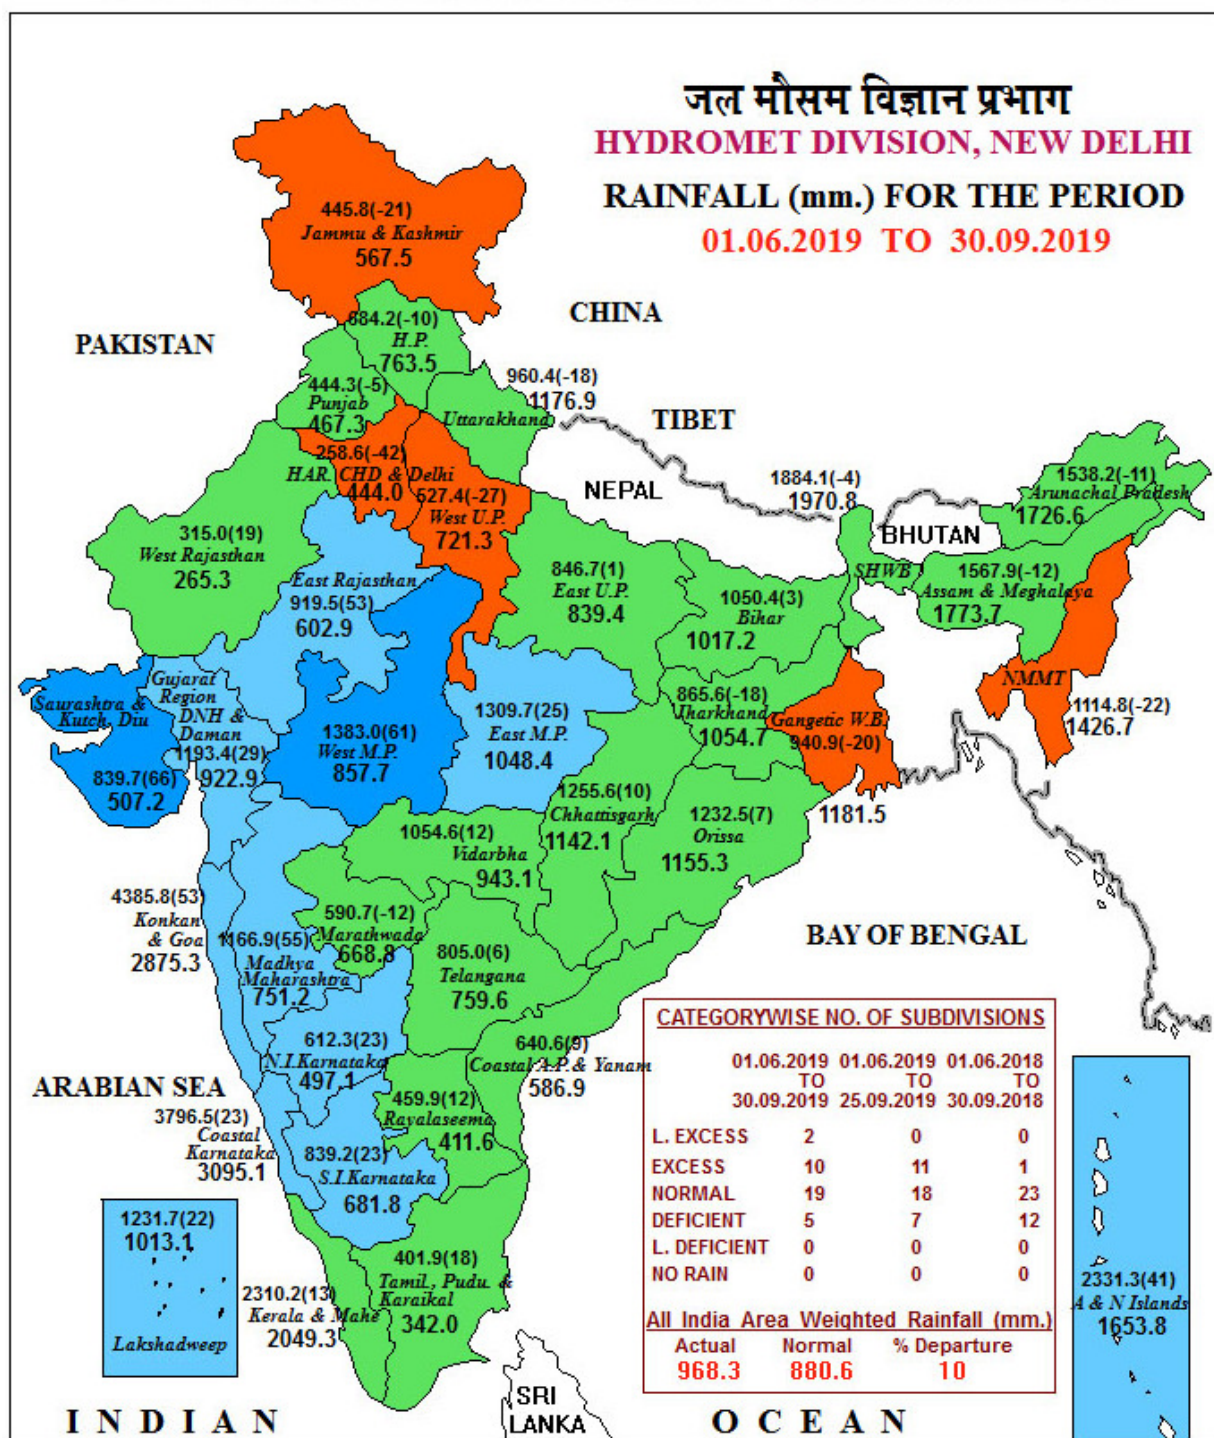 जल मौसम विज्ञान प्रभाग
HYDROMET DIVISION, NEW DELHI
RAINFALL (mm.) FOR THE PERIOD
01.06.2019 TO 30.09.2019
445.8(-21)
Jammu & Kashmir
567.5
CHINA
PAKISTAN
684.2(-10)
H.P.
763.5
960.4(-18)
1176.9
Uttarakhand
444.3(-5)
Punjab
467.3
TIBET
258.6(-42)
HAR. CHD & Delhi
444.0
527.4(-27)
West U.P.
721.3
NEPAL
1884.1(-4)
1970.8
SHWB
BHUTAN
1538.2(-11)
Arunachal Pradesh
1726.6
315.0(19)
West Rajasthan
265.3
East Rajasthan
919.5(53)
602.9
846.7(1)
East U.P.
839.4
1050.4(3)
Bihar
1017.2
1567.9(-12)
Assam & Meghalaya
1773.7
NMMT
1114.8(-22)
1426.7
Saurashtra &
Kutch, Diu
839.7(66)
507.2
Gujarat
Region
DNH &
Daman
1193.4(29)
922.9
1383.0(61)
West M.P.
857.7
1309.7(25)
East M.P.
1048.4
865.6(-18)
Jharkhand
1054.7
Gangetic W.B.
940.9(-20)
1181.5
1255.6(10)
Chhattisgarh
1142.1
1232.5(7)
Orissa
1155.3
1054.6(12)
Vidarbha
943.1
4385.8(53)
Konkan
& Goa
2875.3
1166.9(55)
Madhya
Maharashtra
751.2
590.7(-12)
Marathwada
668.8
805.0(6)
Telangana
759.6
BAY OF BENGAL
612.3(23)
N.I.Karnataka
497.1
640.6(9)
Coastal A.P.& Yanam
586.9
ARABIAN SEA
3796.5(23)
Coastal
Karnataka
3095.1
459.9(12)
Rayalaseema
411.6
839.2(23)
S.I.Karnataka
681.8
1231.7(22)
1013.1
Lakshadweep
2310.2(13)
Kerala & Mahe
2049.3
401.9(18)
Tamil., Pudu. &
Karaikal
342.0
CATEGORYWISE NO. OF SUBDIVISIONS
01.06.2019 01.06.2019 01.06.2018
TO TO TO
30.09.2019 25.09.2019 30.09.2018
L. EXCESS 2 0 0
EXCESS 10 11 1
NORMAL 19 18 23
DEFICIENT 5 7 12
L. DEFICIENT 0 0 0
NO RAIN 0 0 0
All India Area Weighted Rainfall (mm.)
Actual Normal % Departure
968.3 880.6 10
2331.3(41)
A & N Islands
1653.8
SRI
LANKA
INDIAN OCEAN